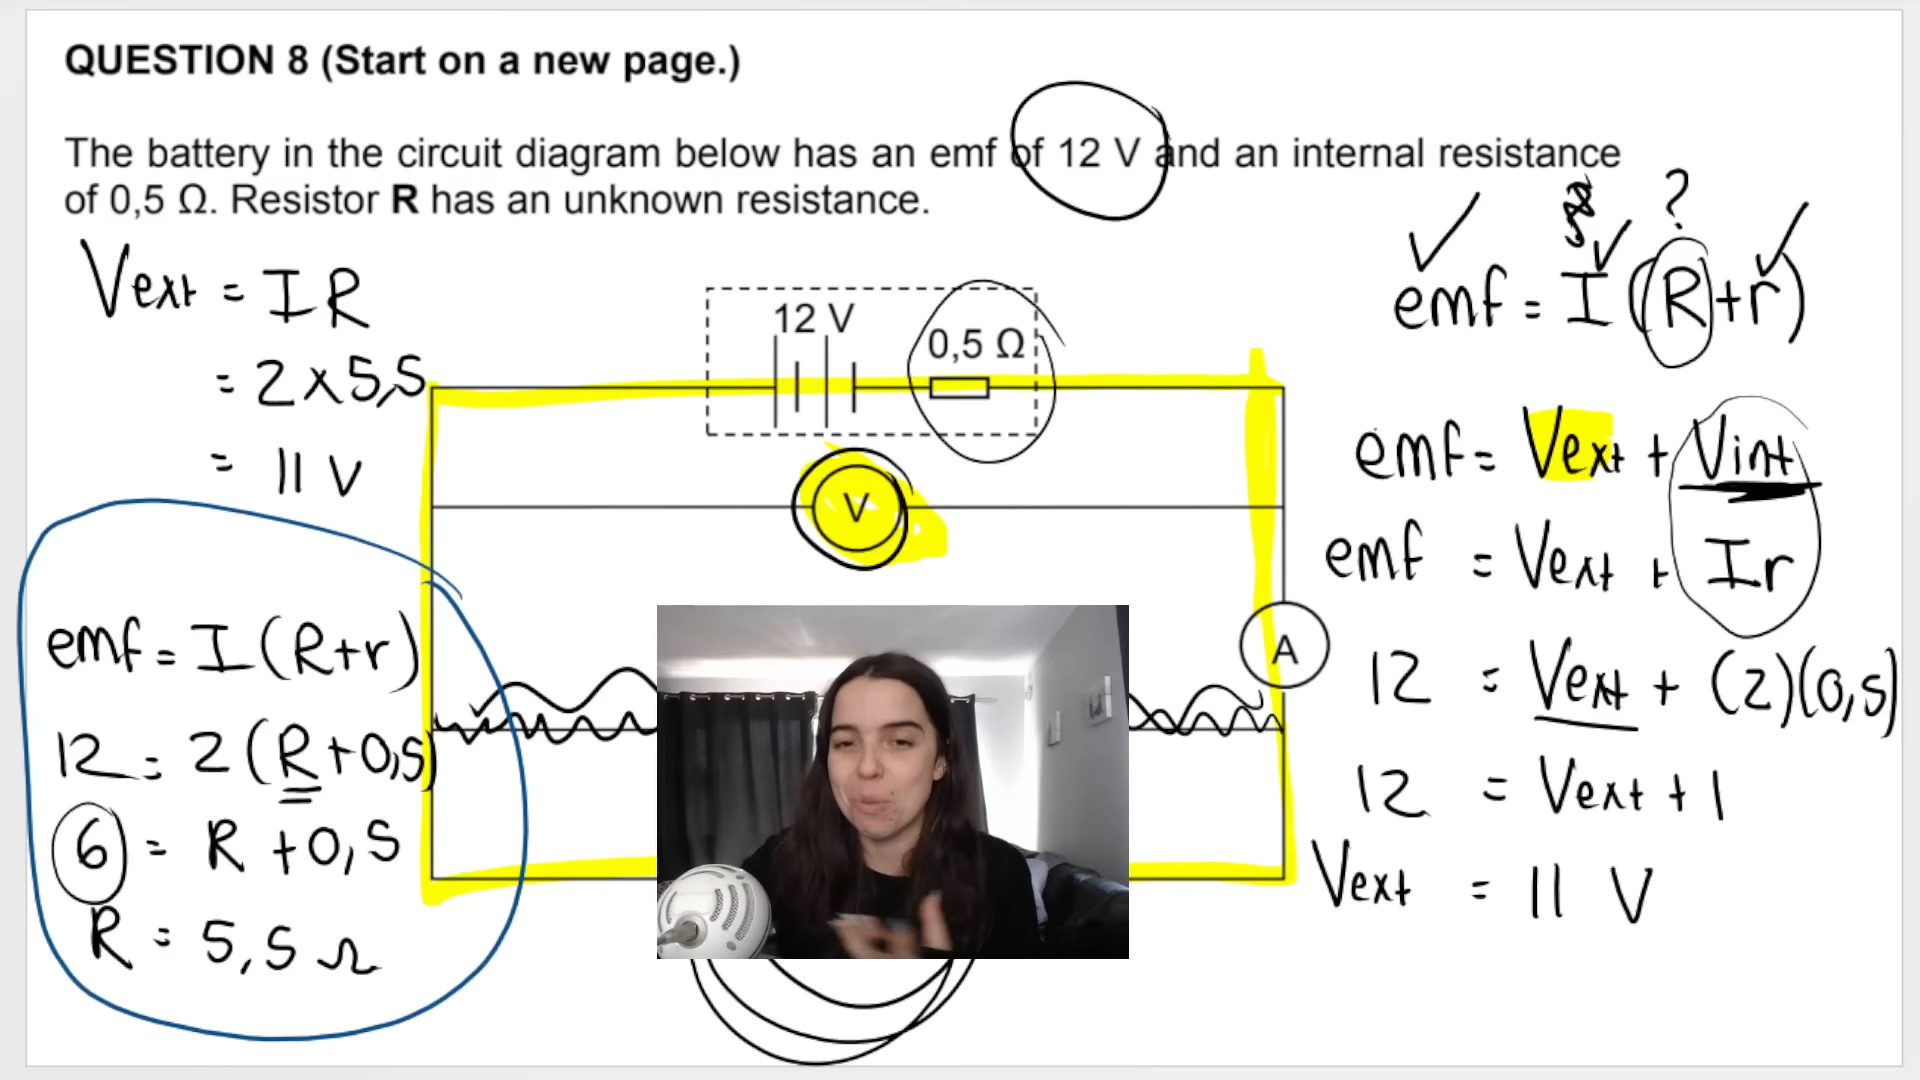 QUESTION 8 (Start on a new page.)
The battery in the circuit diagram below has an emf of 12 V and an internal resistance
of 0,5 Ω. Resistor R has an unknown resistance.
Vext = IR
= 2 x 5,5
= 11 V
emf = I (R+r)
12 = 2 (R +0,5)
6 = R +0,5
R = 5,5 Ω
12 V
0,5 Ω
V
A
?
emf = I (R+r)
emf = Vext + Vint
emf = Vext + Ir
12 = Vext + (2)(0,5)
12 = Vext + 1
Vext = 11 V